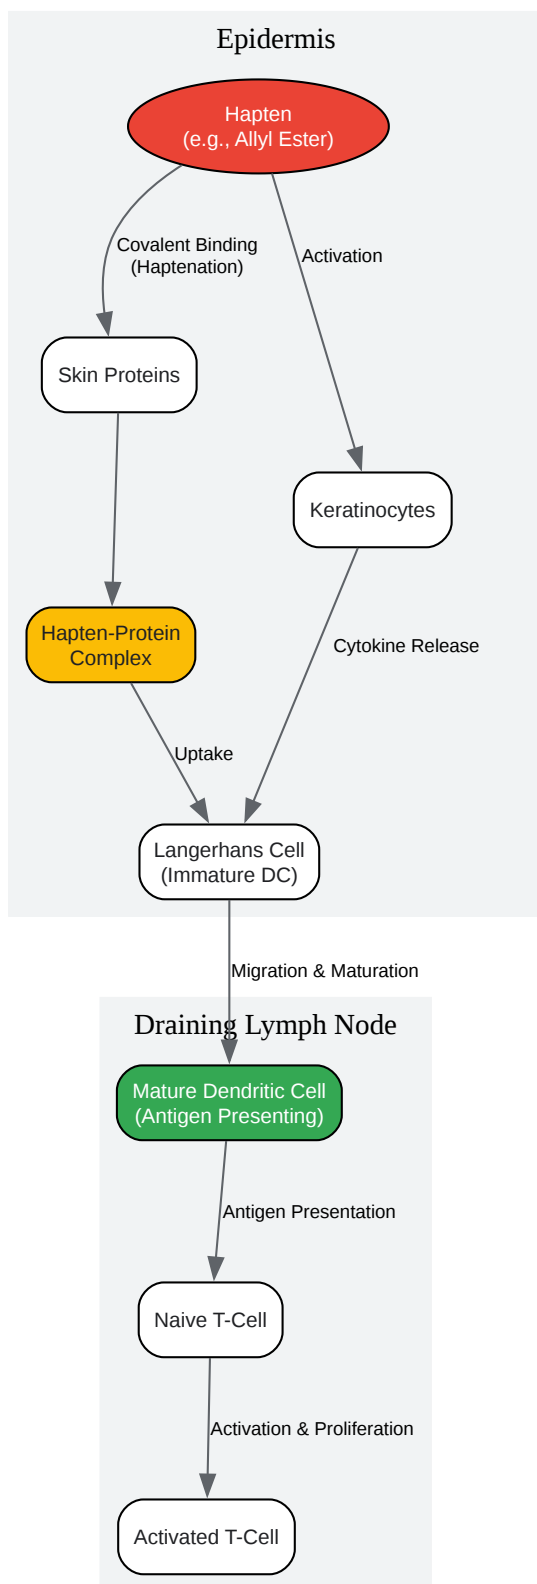 Epidermis
Hapten
(e.g., Allyl Ester)
Covalent Binding
(Haptenation)
Activation
Skin Proteins
Keratinocytes
Hapten-Protein
Complex
Cytokine Release
Uptake
Langerhans Cell
(Immature DC)
Migration & Maturation
Draining Lymph Node
Mature Dendritic Cell
(Antigen Presenting)
Antigen Presentation
Naive T-Cell
Activation & Proliferation
Activated T-Cell